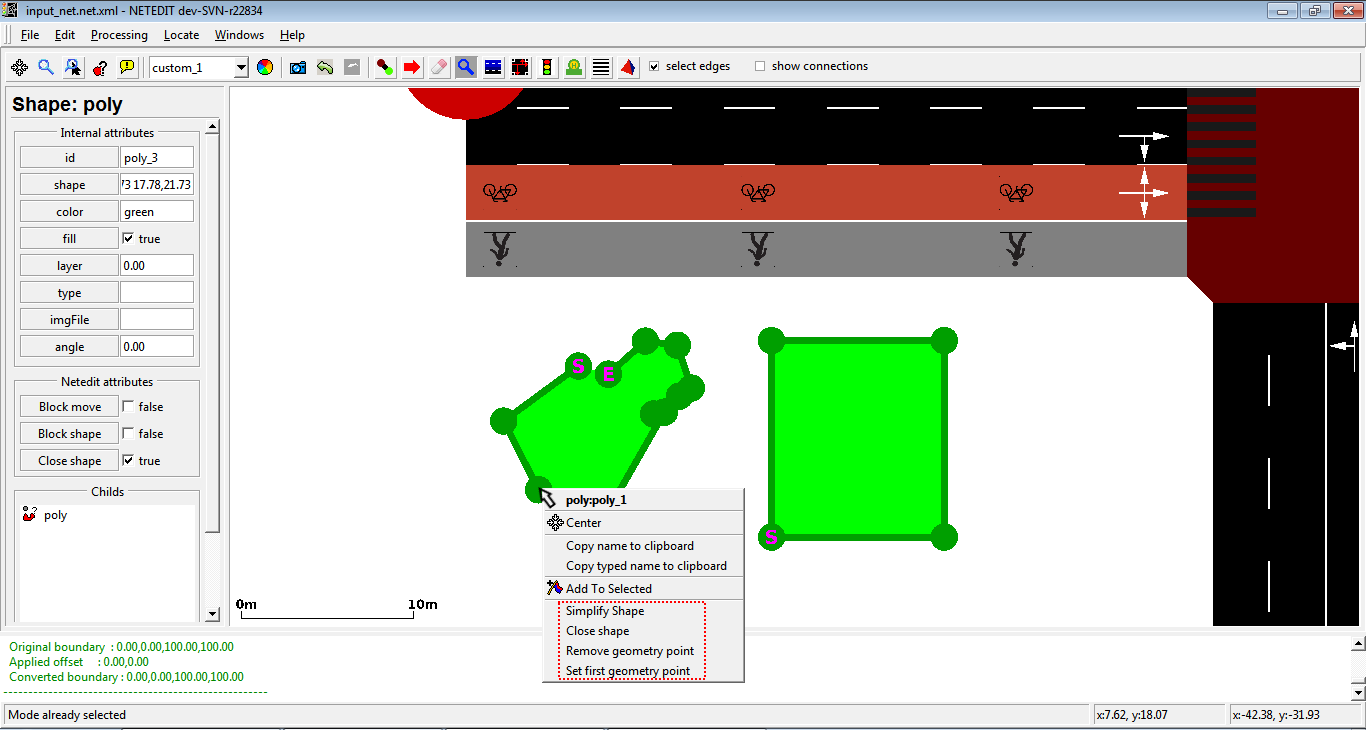 input_net.net.xml - NETEDIT dev-SVN-r22834
File Edit Processing Locate Windows Help
custom_1
select edges
show connections
Shape: poly
Internal attributes
id poly_3
shape 73 17.78,21.73
color green
fill true
layer 0.00
type
imgFile
angle 0.00
Netedit attributes
Block move false
Block shape false
Close shape true
Childs
poly
S
E
S
poly:poly_1
Center
Copy name to clipboard
Copy typed name to clipboard
Add To Selected
Simplify Shape
Close shape
Remove geometry point
Set first geometry point
0m 10m
Original boundary : 0.00,0.00,100.00,100.00
Applied offset : 0.00,0.00
Converted boundary : 0.00,0.00,100.00,100.00
Mode already selected
x:7.62, y:18.07
x:-42.38, y:-31.93